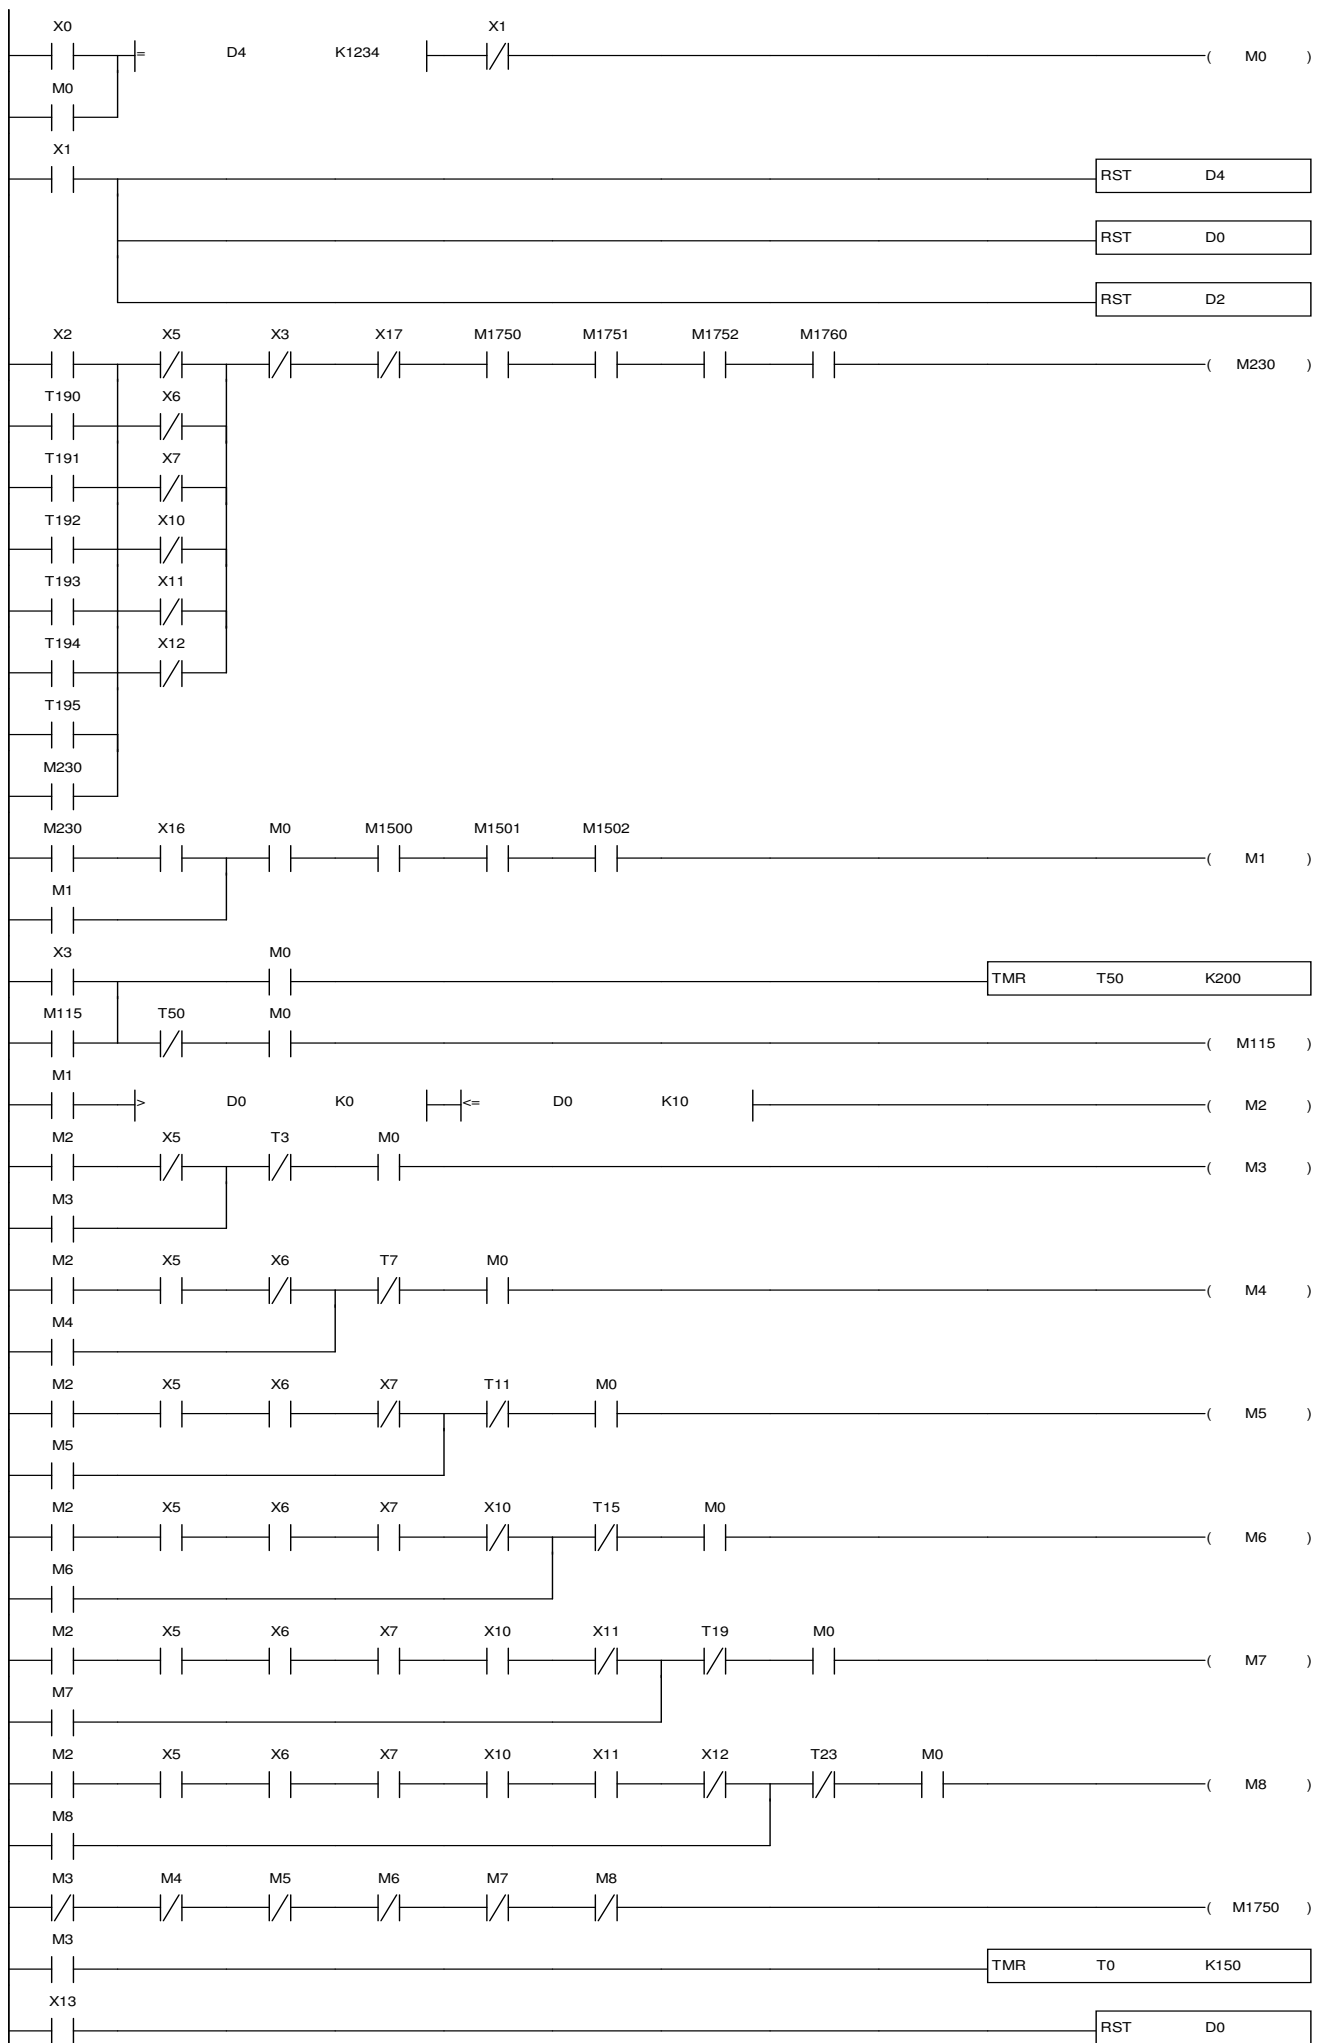 X0 X1
= D4 K1234 ( M0 )
M0
X1
RST D4
RST D0
RST D2
X2 X5 X3 X17 M1750 M1751 M1752 M1760
( M230 )
T190 X6
T191 X7
T192 X10
T193 X11
T194 X12
T195
M230
M230 X16 M0 M1500 M1501 M1502
( M1 )
M1
X3 M0
TMR T50 K200
M115 T50 M0
( M115 )
M1
> D0 K0 <= D0 K10 ( M2 )
M2 X5 T3 M0
( M3 )
M3
M2 X5 X6 T7 M0
( M4 )
M4
M2 X5 X6 X7 T11 M0
( M5 )
M5
M2 X5 X6 X7 X10 T15 M0
( M6 )
M6
M2 X5 X6 X7 X10 X11 T19 M0
( M7 )
M7
M2 X5 X6 X7 X10 X11 X12 T23 M0
( M8 )
M8
M3 M4 M5 M6 M7 M8
( M1750 )
M3
TMR T0 K150
X13
RST D0